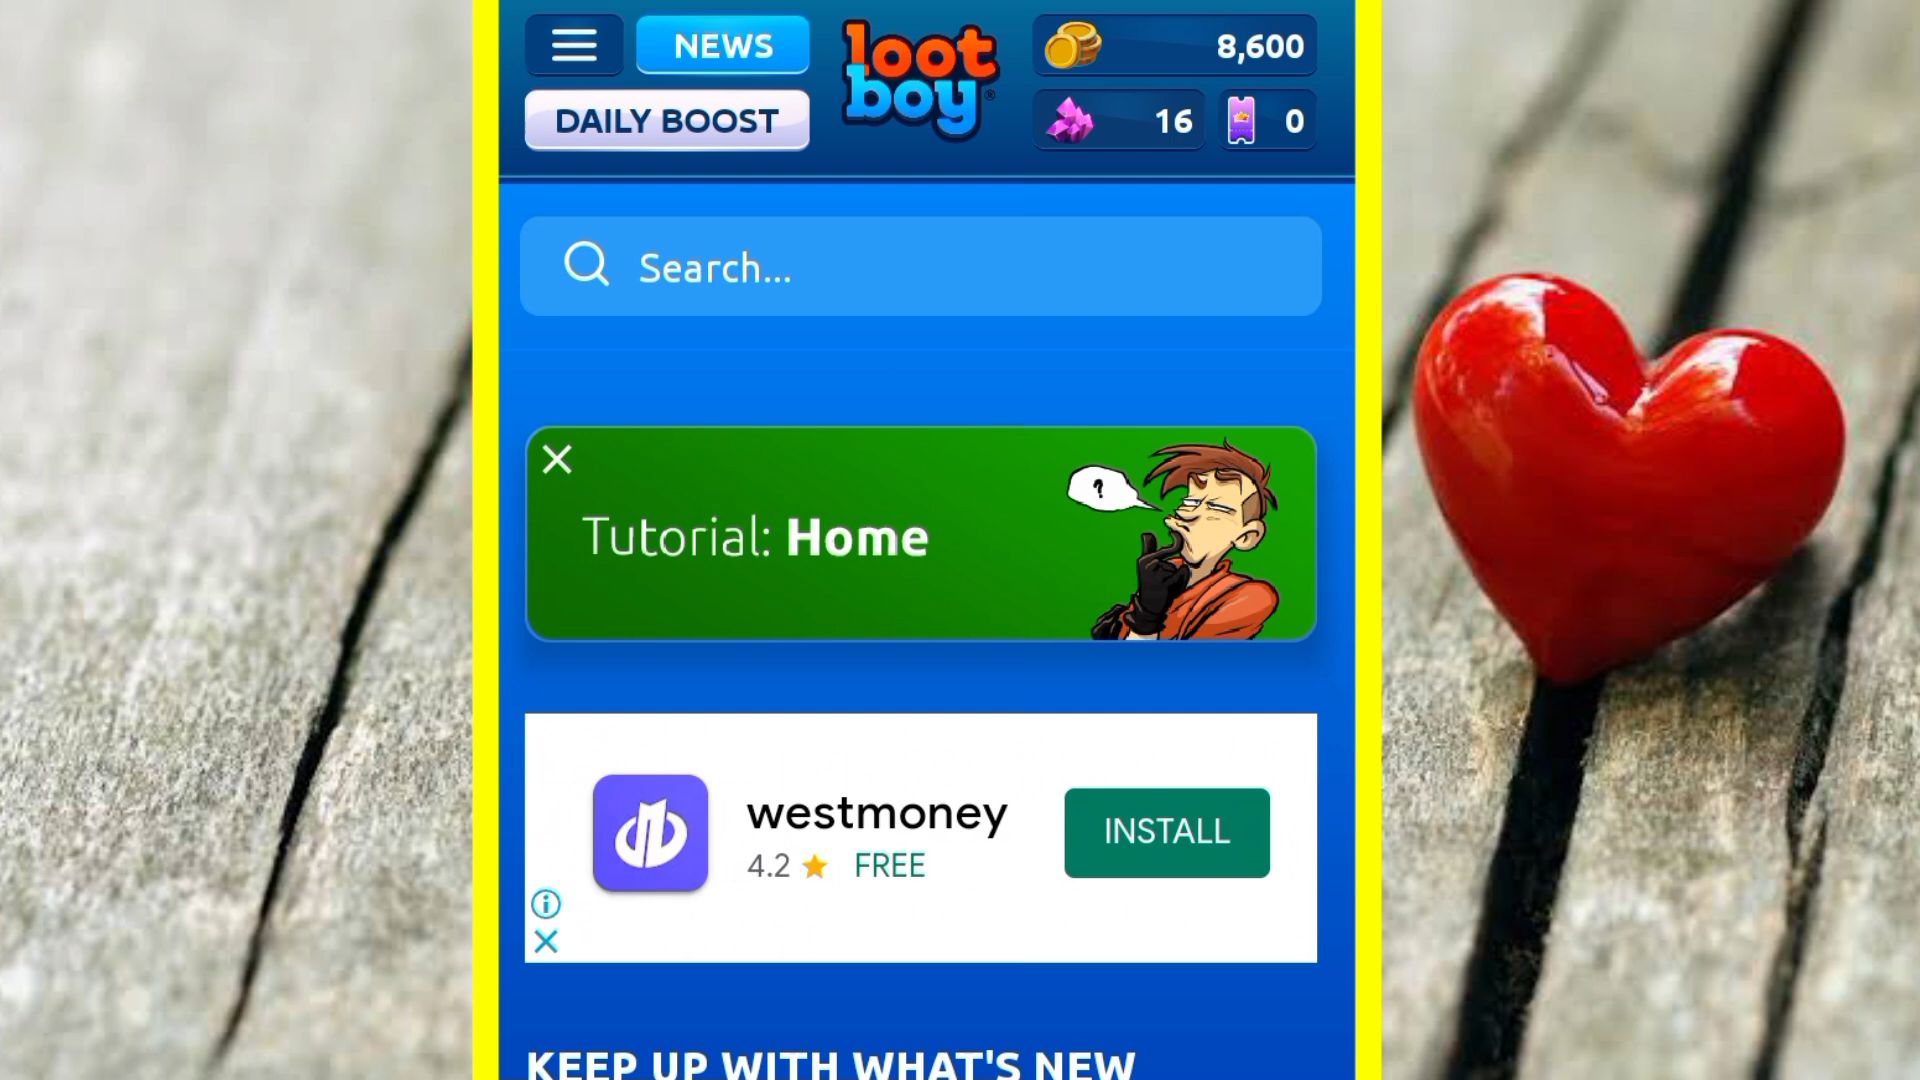 NEWS
loot
boy
®
8,600
DAILY BOOST
16
0
Search...
Tutorial: Home
?
westmoney
INSTALL
4.2 FREE
KEEP UP WITH WHAT'S NEW